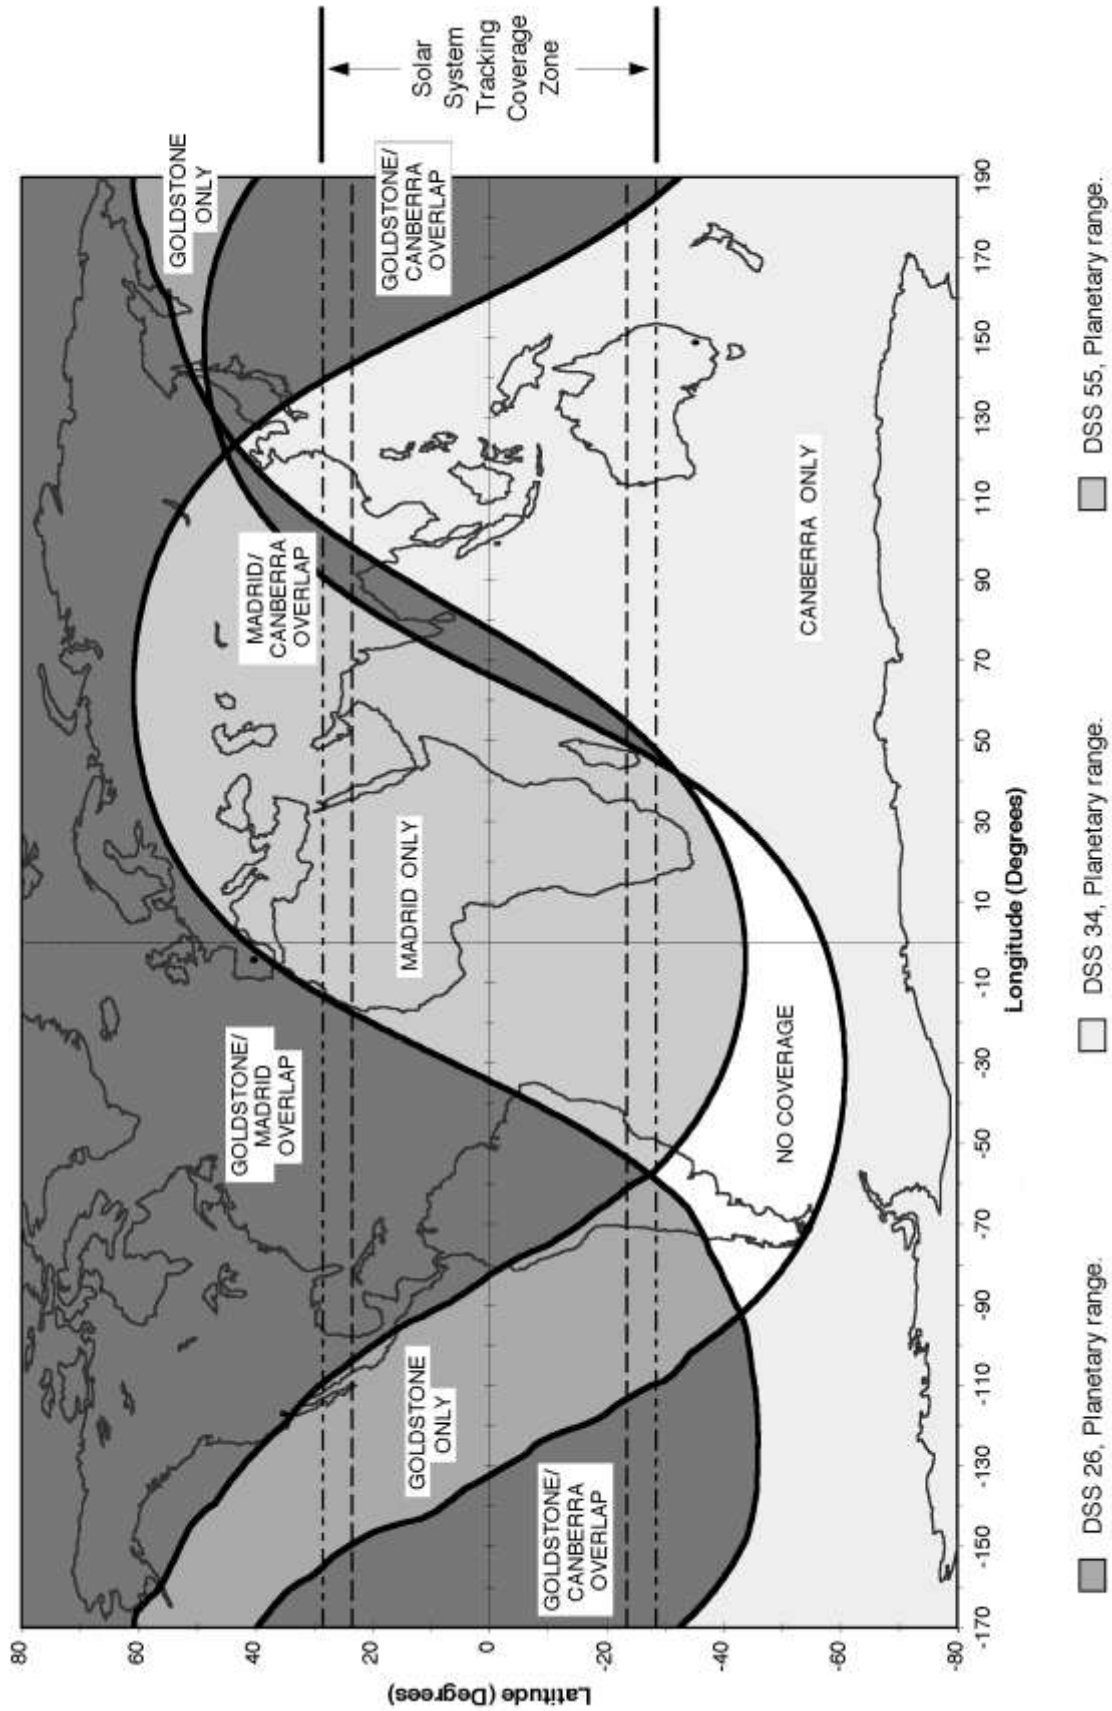 Solar
System
Tracking
Coverage
Zone
GOLDSTONE
ONLY
GOLDSTONE/
CANBERRA
OVERLAP
MADRID/
CANBERRA
OVERLAP
GOLDSTONE/
MADRID
OVERLAP
MADRID ONLY
GOLDSTONE
ONLY
GOLDSTONE/
CANBERRA
OVERLAP
CANBERRA ONLY
NO COVERAGE
80
60
40
20
0
-20
-40
-60
-80
Latitude (Degrees)
-170
-150
-130
-110
-90
-70
-50
-30
-10
10
30
50
70
90
110
130
150
170
190
Longitude (Degrees)
DSS 26, Planetary range.
DSS 34, Planetary range.
DSS 55, Planetary range.